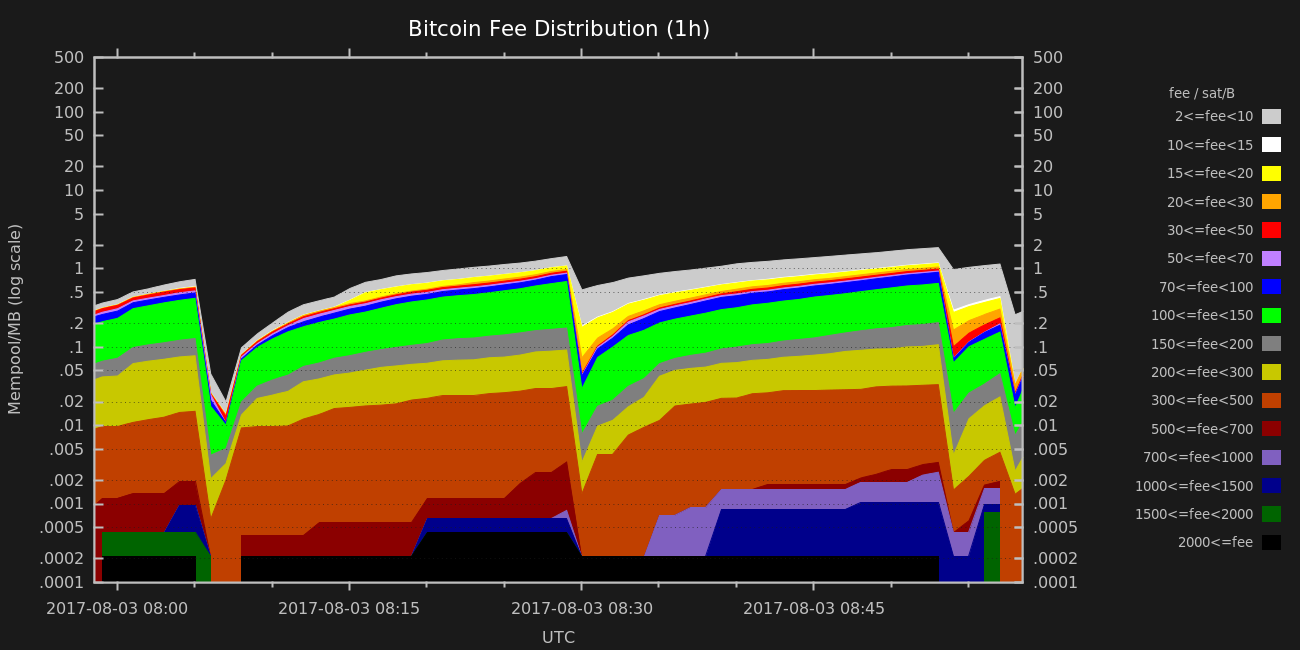 Bitcoin Fee Distribution (1h)
500
200
100
50
20
10
5
2
1
.5
.2
.1
.05
.02
.01
.005
.002
.001
.0005
.0002
.0001
500
200
100
50
20
10
5
2
1
.5
.2
.1
.05
.02
.01
.005
.002
.001
.0005
.0002
.0001
Mempool/MB (log scale)
2017-08-03 08:00
2017-08-03 08:15
2017-08-03 08:30
2017-08-03 08:45
UTC
fee / sat/B
2<=fee<10
10<=fee<15
15<=fee<20
20<=fee<30
30<=fee<50
50<=fee<70
70<=fee<100
100<=fee<150
150<=fee<200
200<=fee<300
300<=fee<500
500<=fee<700
700<=fee<1000
1000<=fee<1500
1500<=fee<2000
2000<=fee